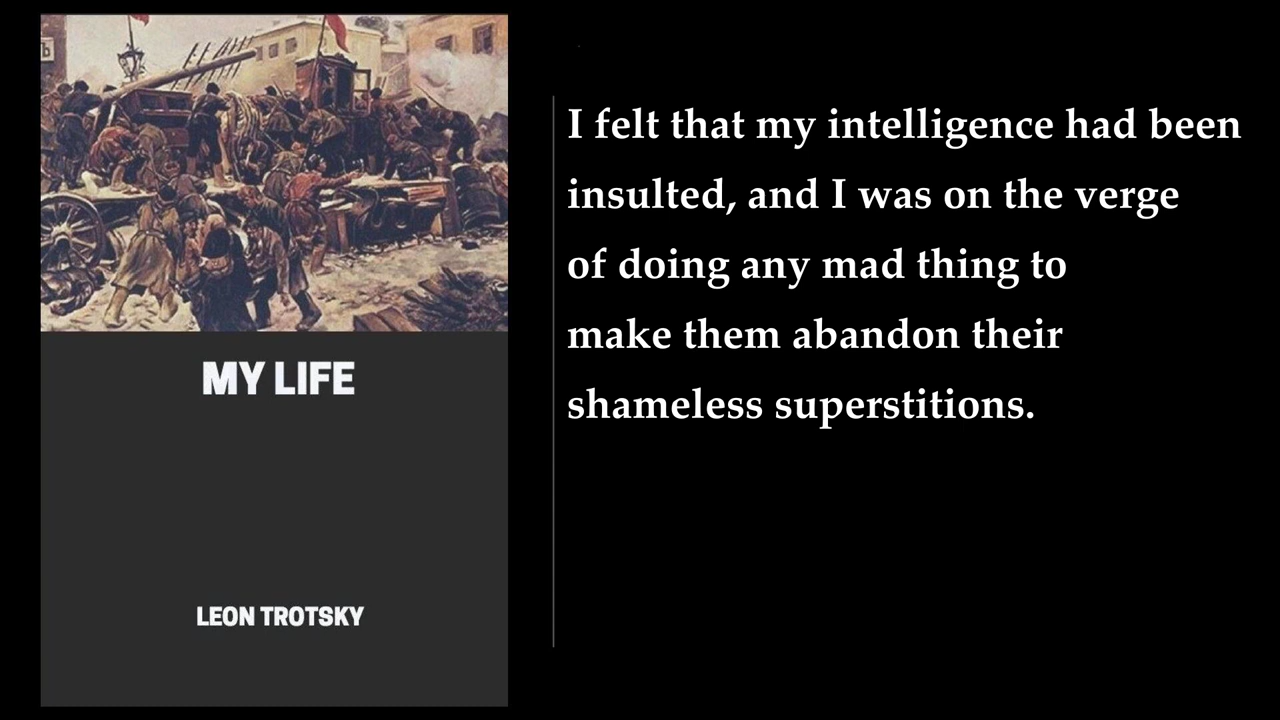 MY LIFE
LEON TROTSKY
I felt that my intelligence had been
insulted, and I was on the verge
of doing any mad thing to
make them abandon their
shameless superstitions.